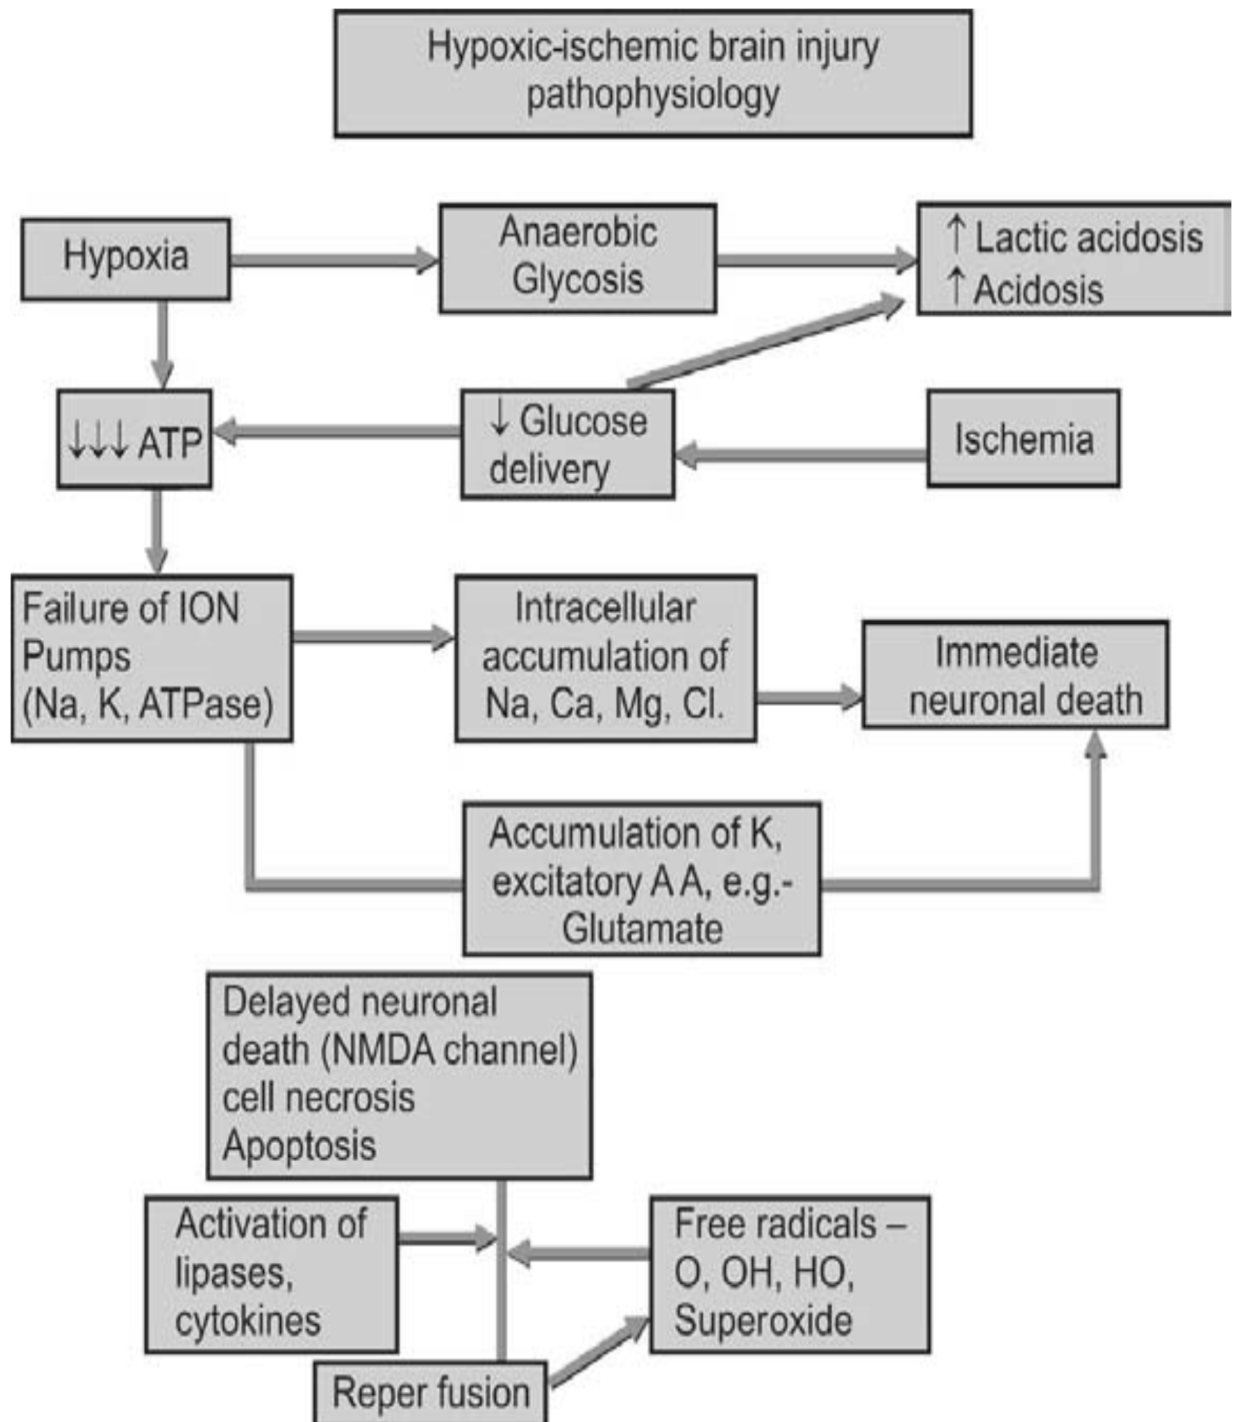 Hypoxic-ischemic brain injury
pathophysiology
Hypoxia
Anaerobic
Glycosis
↑ Lactic acidosis
↑ Acidosis
↓↓↓ ATP
↓ Glucose
delivery
Ischemia
Failure of ION
Pumps
(Na, K, ATPase)
Intracellular
accumulation of
Na, Ca, Mg, Cl.
Immediate
neuronal death
Accumulation of K,
excitatory A A, e.g.-
Glutamate
Delayed neuronal
death (NMDA channel)
cell necrosis
Apoptosis
Activation of
lipases,
cytokines
Free radicals –
O, OH, HO,
Superoxide
Reper fusion